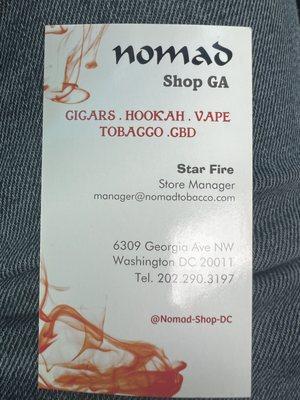 nomad
Shop GA
CIGARS . HOOKAH . VAPE
TOBACCO .CBD
Star Fire
Store Manager
manager@nomadtobacco.com
6309 Georgia Ave NW
Washington DC 20011
Tel. 202.290.3197
@Nomad-Shop-DC